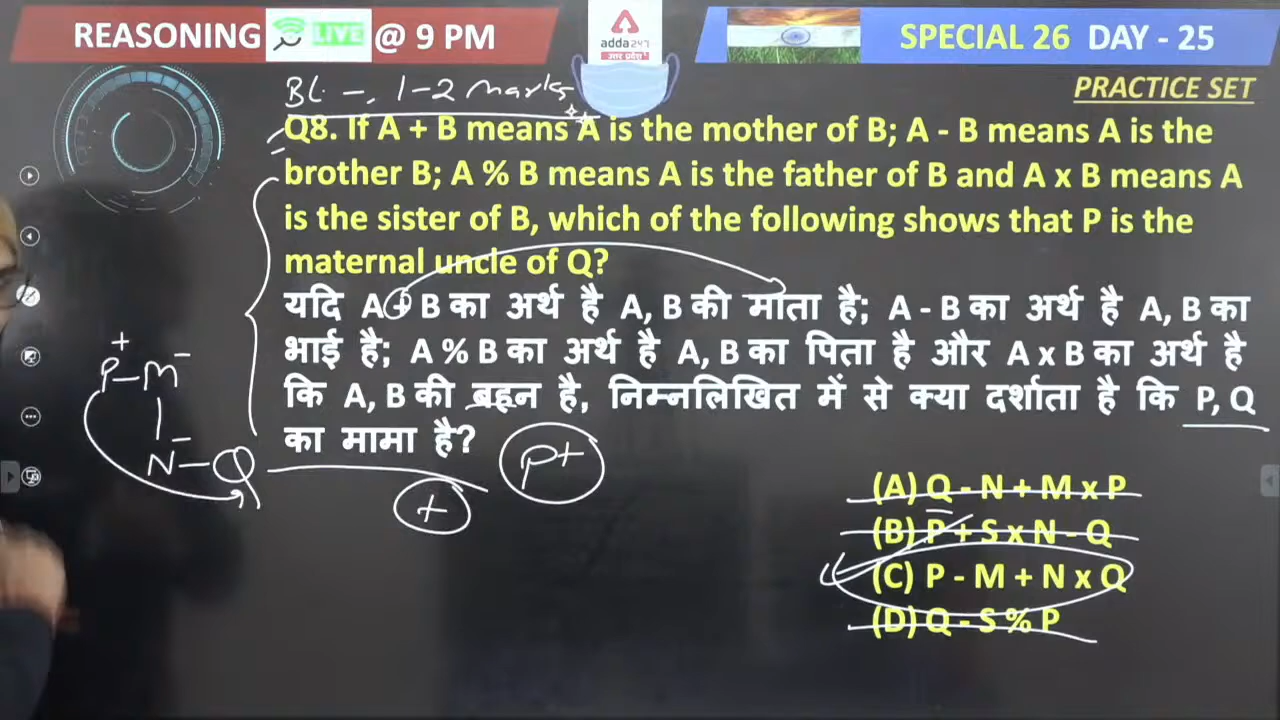 REASONING LIVE @ 9 PM
adda247
उत्तर प्रदेश
SPECIAL 26 DAY - 25
PRACTICE SET
BL -, 1-2 marks
Q8. If A + B means A is the mother of B; A - B means A is the
brother B; A % B means A is the father of B and A x B means A
is the sister of B, which of the following shows that P is the
maternal uncle of Q?
यदि A + B का अर्थ है A, B की माता है; A - B का अर्थ है A, B का
भाई है; A % B का अर्थ है A, B का पिता है और A x B का अर्थ है
कि A, B की बहन है, निम्नलिखित में से क्या दर्शाता है कि P, Q
का मामा है?
P+
+
+ -
P-M
-
N-Q
(A) Q - N + M x P
(B) P + S x N - Q
(C) P - M + N x Q
(D) Q - S % P